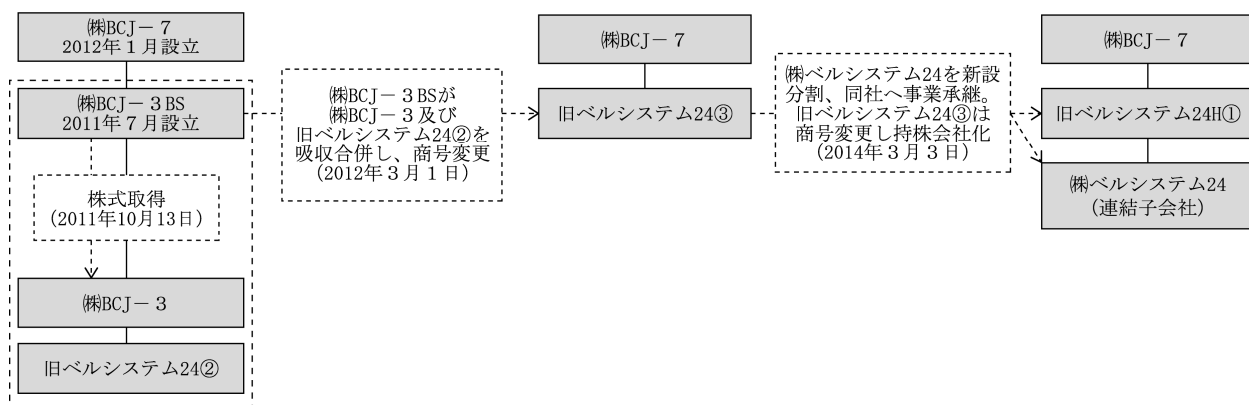 ㈱BCJ－7
2012年１月設立
㈱BCJ－３BS
2011年７月設立
株式取得
(2011年10月13日)
㈱BCJ－３
旧ベルシステム24②
㈱BCJ－３BSが
㈱BCJ－３及び
旧ベルシステム24②を
吸収合併し、商号変更
(2012年３月１日)
㈱BCJ－7
旧ベルシステム24③
㈱ベルシステム24を新設
分割、同社へ事業承継。
旧ベルシステム24③は
商号変更し持株会社化
(2014年３月３日)
㈱BCJ－7
旧ベルシステム24H①
㈱ベルシステム24
(連結子会社)